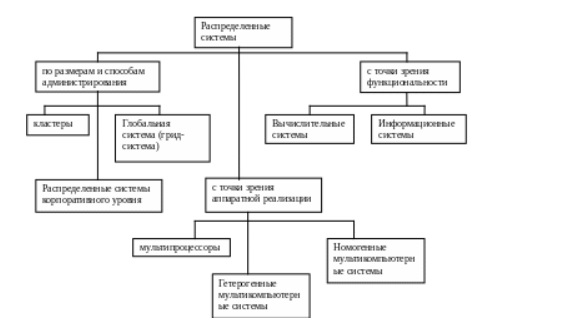 Распределенные
системы
по размерам и способам
администрирования
с точки зрения
функциональности
кластеры
Глобальная
система (грид-
система)
Вычислительные
системы
Информационные
системы
Распределенные системы
корпоративного уровня
с точки зрения
аппаратной реализации
мультипроцессоры
Номогенные
мультикомпьютерн
ые системы
Гетерогенные
мультикомпьютерн
ые системы